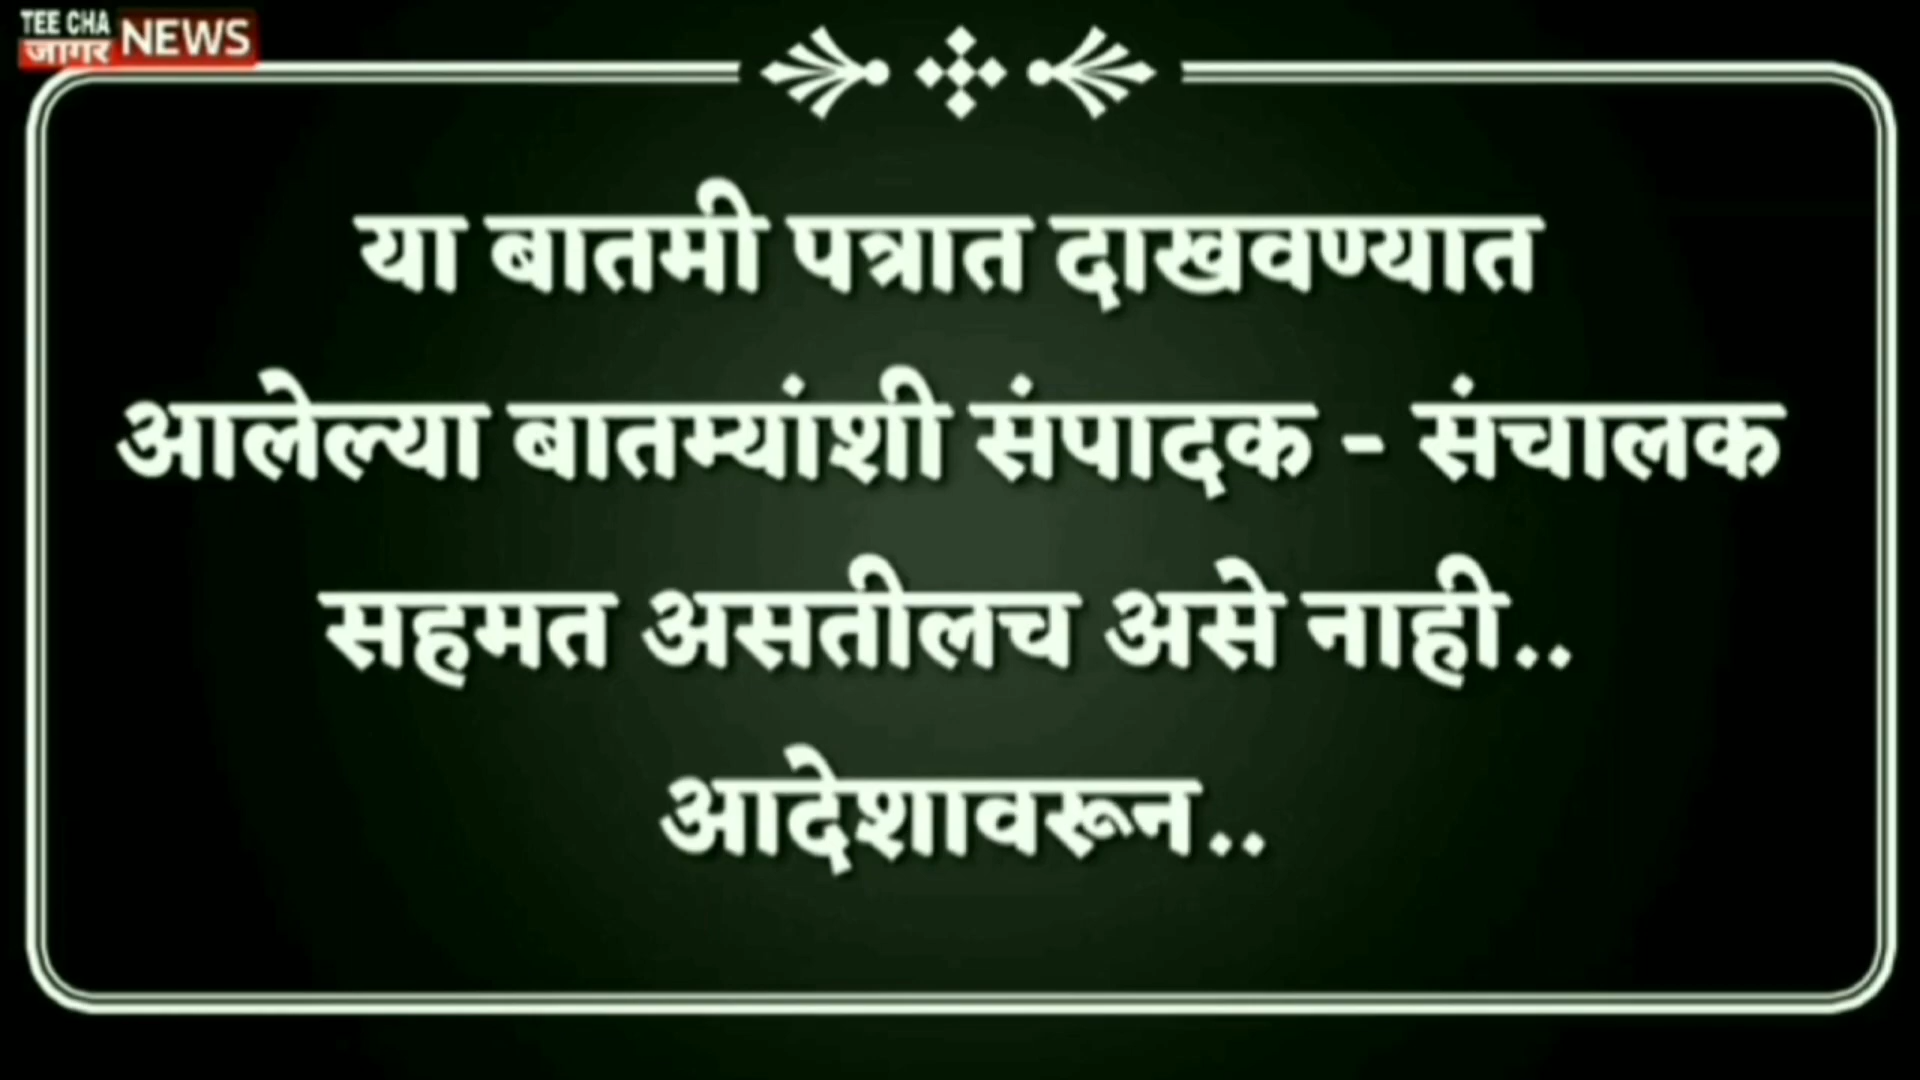 TEE CHA
जागर NEWS
या बातमी पत्रात दाखवण्यात
आलेल्या बातम्यांशी संपादक - संचालक
सहमत असतीलच असे नाही..
आदेशावरून..